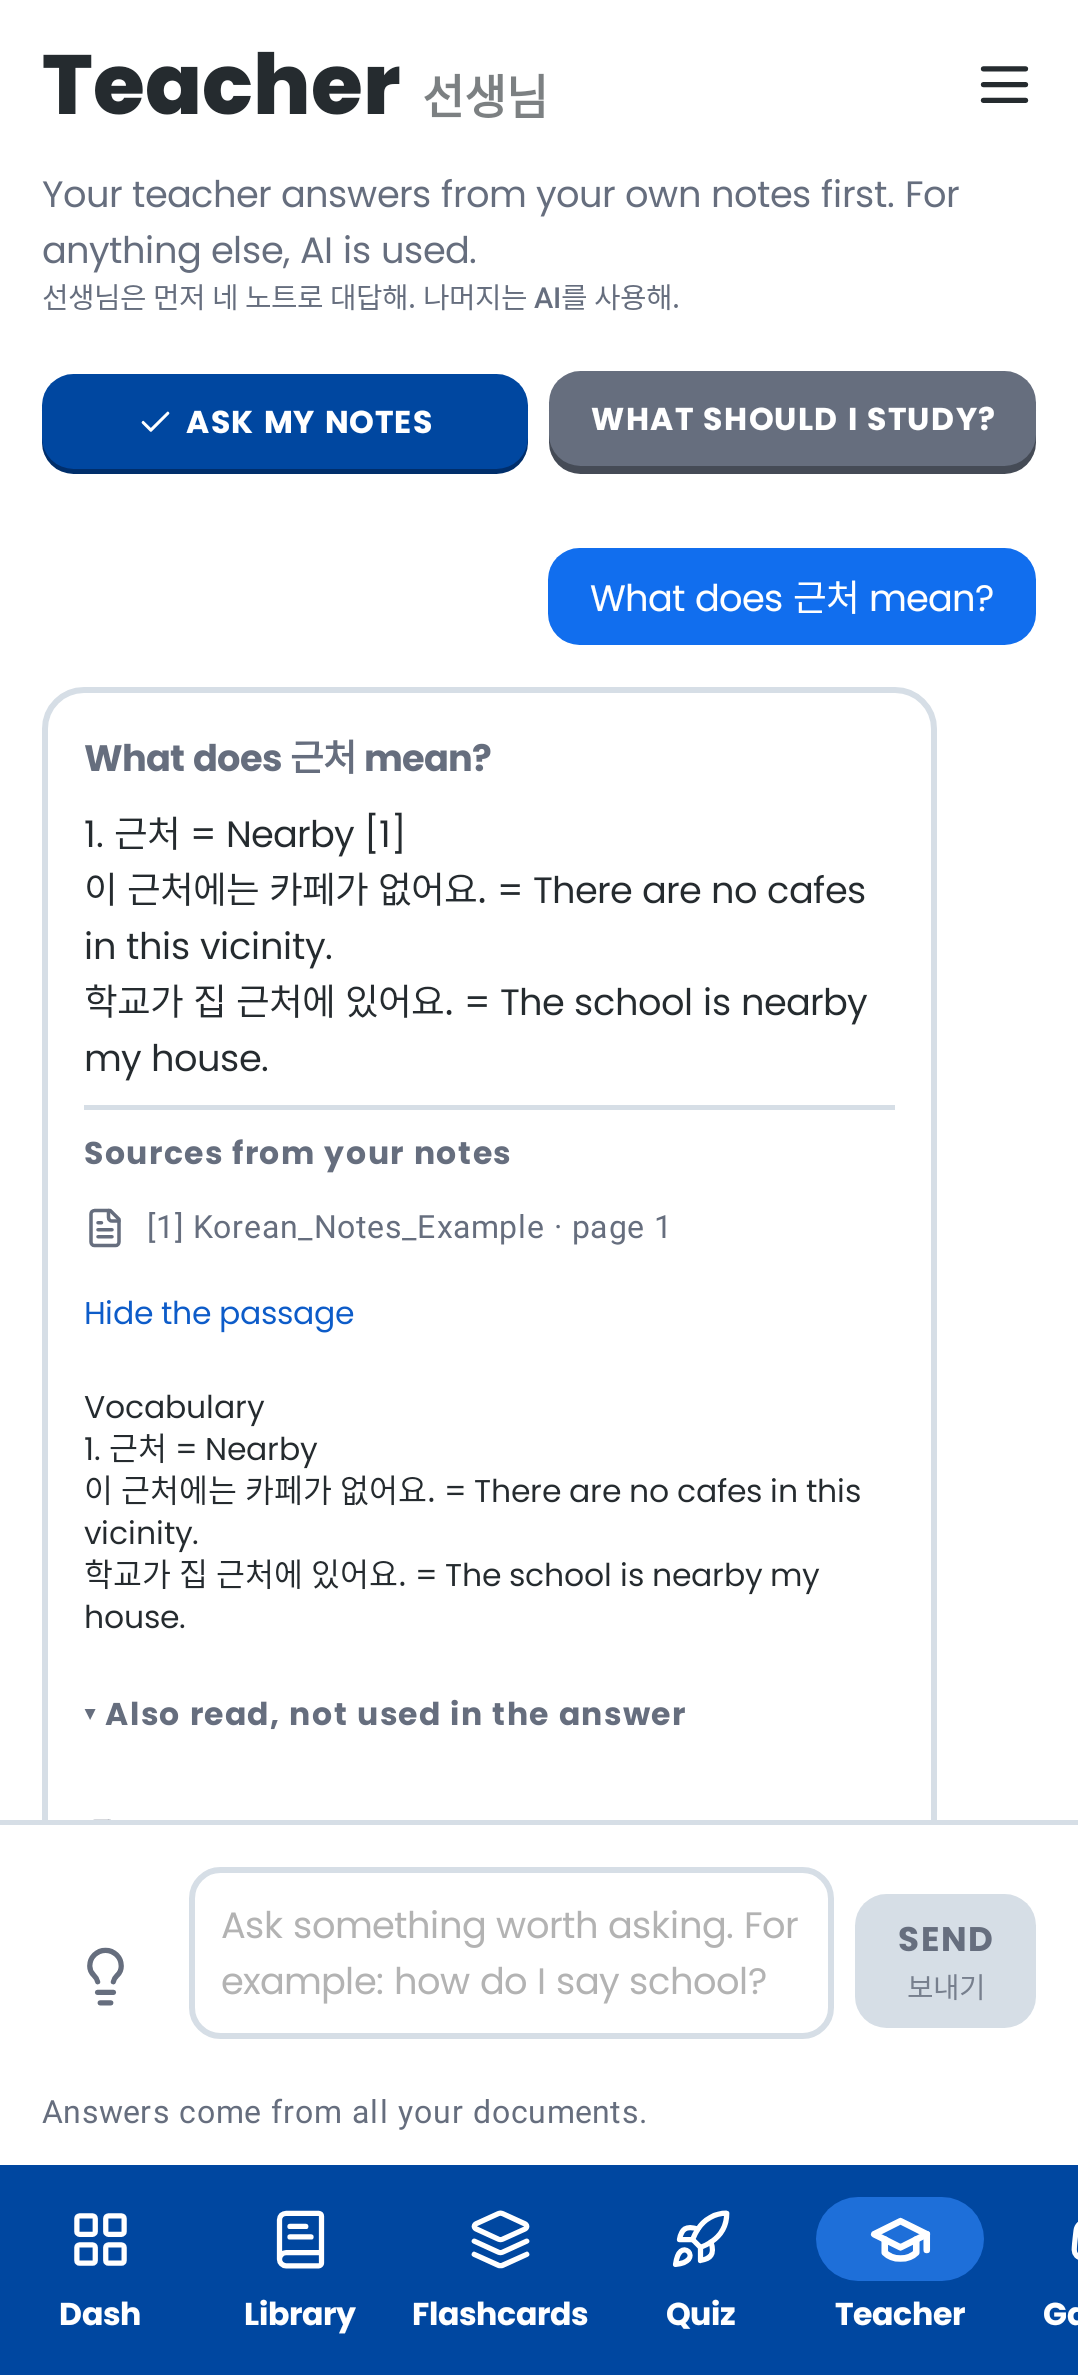 Teacher 선생님
Your teacher answers from your own notes first. For
anything else, AI is used.
선생님은 먼저 네 노트로 대답해. 나머지는 AI를 사용해.
ASK MY NOTES
WHAT SHOULD I STUDY?
What does 근처 mean?
What does 근처 mean?
1. 근처 = Nearby [1]
이 근처에는 카페가 없어요. = There are no cafes
in this vicinity.
학교가 집 근처에 있어요. = The school is nearby
my house.
Sources from your notes
[1] Korean_Notes_Example · page 1
Hide the passage
Vocabulary
1. 근처 = Nearby
이 근처에는 카페가 없어요. = There are no cafes in this
vicinity.
학교가 집 근처에 있어요. = The school is nearby my
house.
▾ Also read, not used in the answer
Ask something worth asking. For
example: how do I say school?
SEND
보내기
Answers come from all your documents.
Dash
Library
Flashcards
Quiz
Teacher